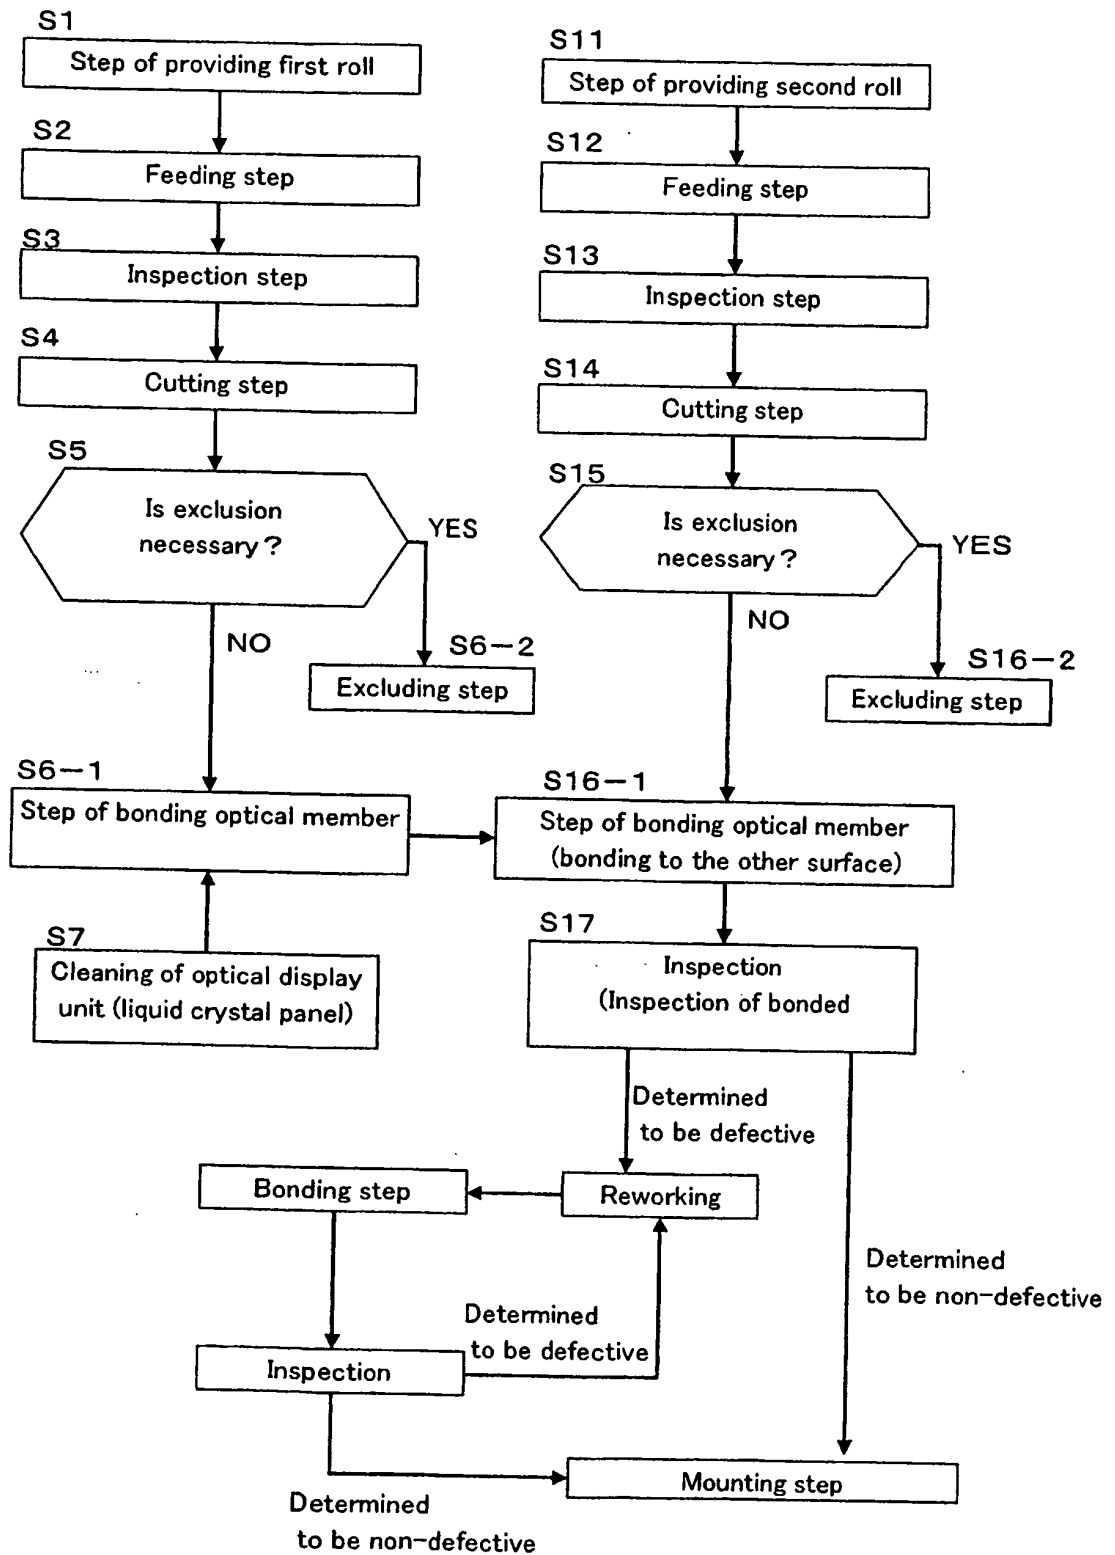 S1
Step of providing first roll
S2
Feeding step
S3
Inspection step
S4
Cutting step
S5
Is exclusion
necessary?
YES
NO
S6-2
Excluding step
S6-1
Step of bonding optical member
S7
Cleaning of optical display
unit (liquid crystal panel)
S11
Step of providing second roll
S12
Feeding step
S13
Inspection step
S14
Cutting step
S15
Is exclusion
necessary?
YES
NO
S16-2
Excluding step
S16-1
Step of bonding optical member
(bonding to the other surface)
S17
Inspection
(Inspection of bonded
Determined
to be defective
Reworking
Bonding step
Determined
to be non-defective
Determined
to be defective
Inspection
Mounting step
Determined
to be non-defective